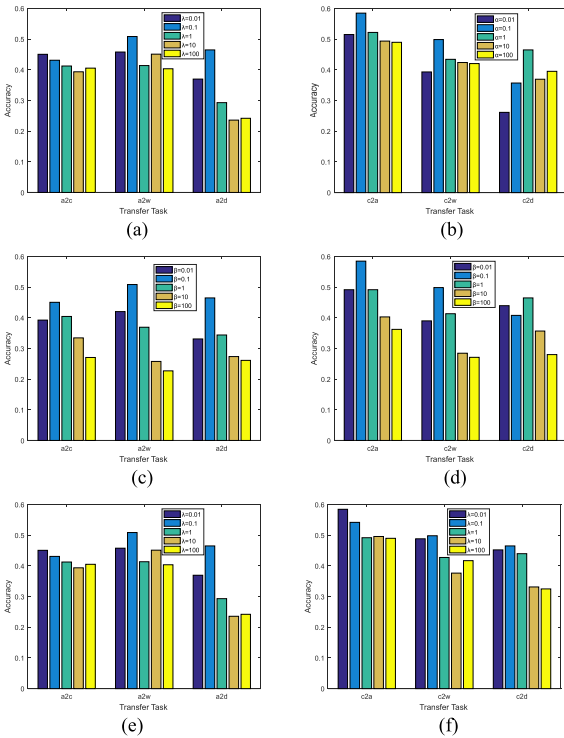 0.6
0.5
0.4
0.3
0.2
0.1
0
Accuracy
λ=0.01
λ=0.1
λ=1
λ=10
λ=100
a2c a2w a2d
Transfer Task
(a)
0.6
0.5
0.4
0.3
0.2
0.1
0
Accuracy
α=0.01
α=0.1
α=1
α=10
α=100
c2a c2w c2d
Transfer Task
(b)
0.6
0.5
0.4
0.3
0.2
0.1
0
Accuracy
β=0.01
β=0.1
β=1
β=10
β=100
a2c a2w a2d
Transfer Task
(c)
0.6
0.5
0.4
0.3
0.2
0.1
0
Accuracy
β=0.01
β=0.1
β=1
β=10
β=100
c2a c2w c2d
Transfer Task
(d)
0.6
0.5
0.4
0.3
0.2
0.1
0
Accuracy
λ=0.01
λ=0.1
λ=1
λ=10
λ=100
a2c a2w a2d
Transfer Task
(e)
0.6
0.5
0.4
0.3
0.2
0.1
0
Accuracy
λ=0.01
λ=0.1
λ=1
λ=10
λ=100
c2a c2w c2d
Transfer Task
(f)